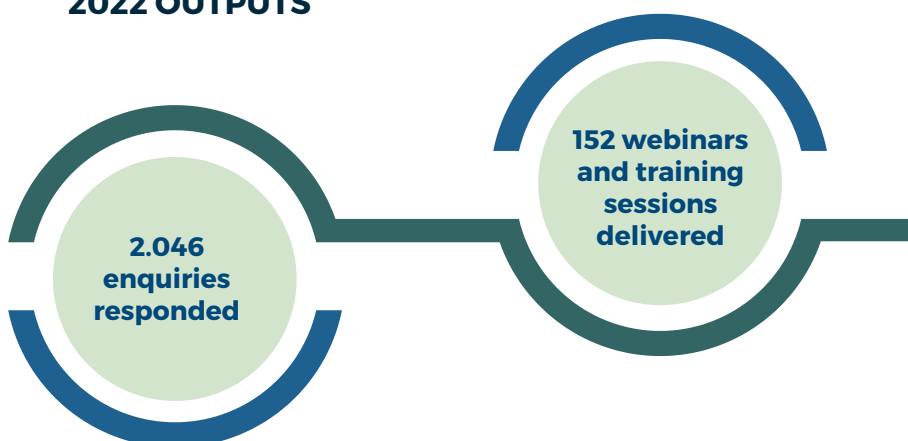 2022 OUTPUTS
152 webinars
and training
sessions
delivered
2.046
enquiries
responded